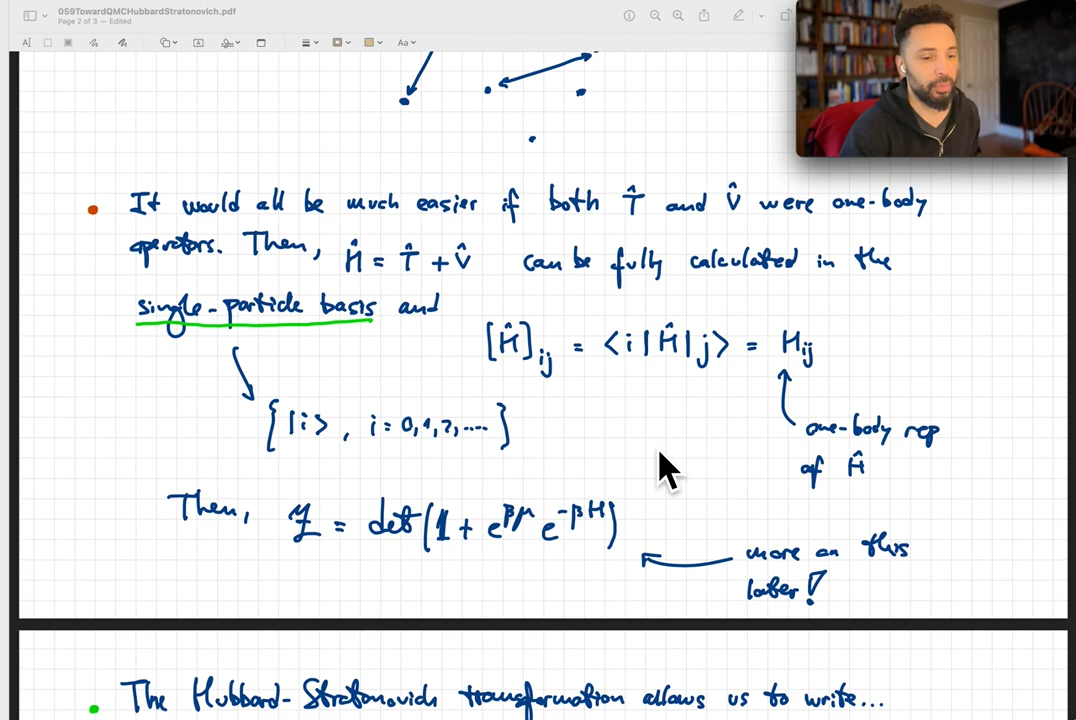 059TowardQMCHubbardStratonovich.pdf
Page 2 of 3 — Edited
It would all be much easier if both T̂ and V̂ were one-body
operators. Then, Ĥ = T̂ + V̂ can be fully calculated in the
single-particle basis and
[Ĥ]ij = <i|Ĥ|j> = Hij
{|i>, i = 0,1,2,....}
one-body rep
of Ĥ
Then, Z = det(1 + e^βμ e^-βH)
more on this
later!
The Hubbard-Stratonovich transformation allows us to write...